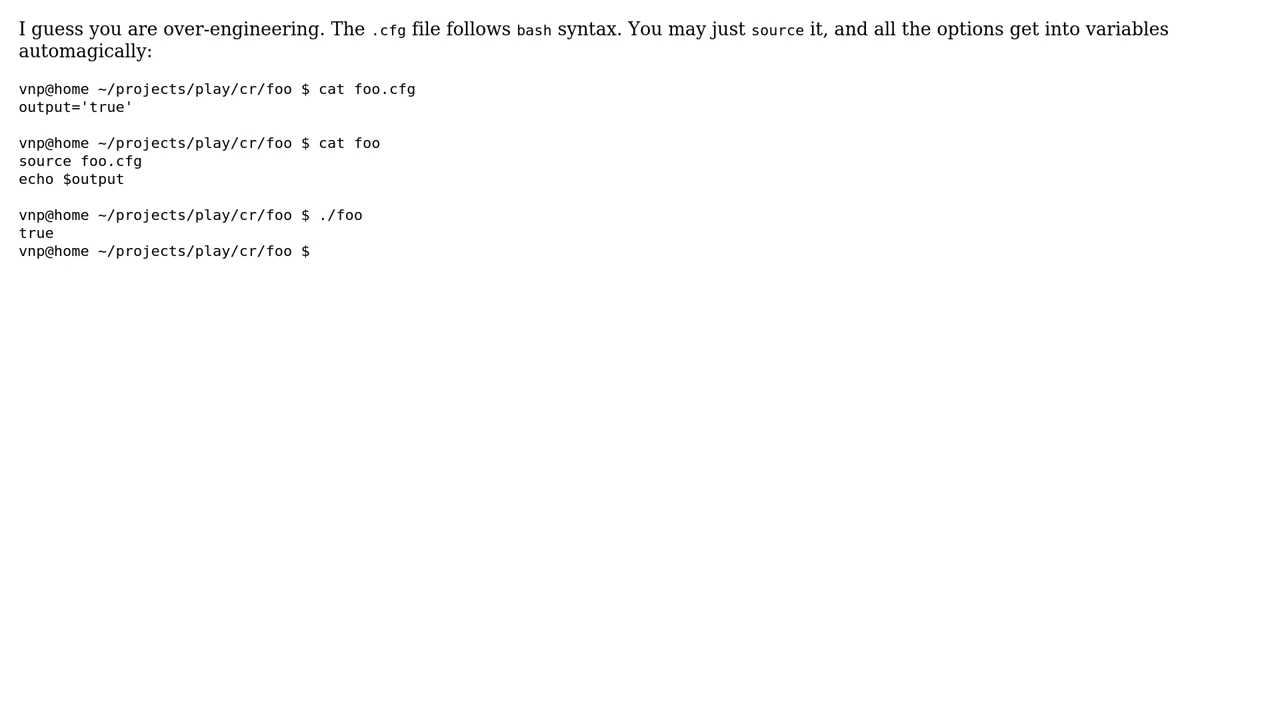 I guess you are over-engineering. The .cfg file follows bash syntax. You may just source it, and all the options get into variables
automagically:
vnp@home ~/projects/play/cr/foo $ cat foo.cfg
output='true'
vnp@home ~/projects/play/cr/foo $ cat foo
source foo.cfg
echo $output
vnp@home ~/projects/play/cr/foo $ ./foo
true
vnp@home ~/projects/play/cr/foo $